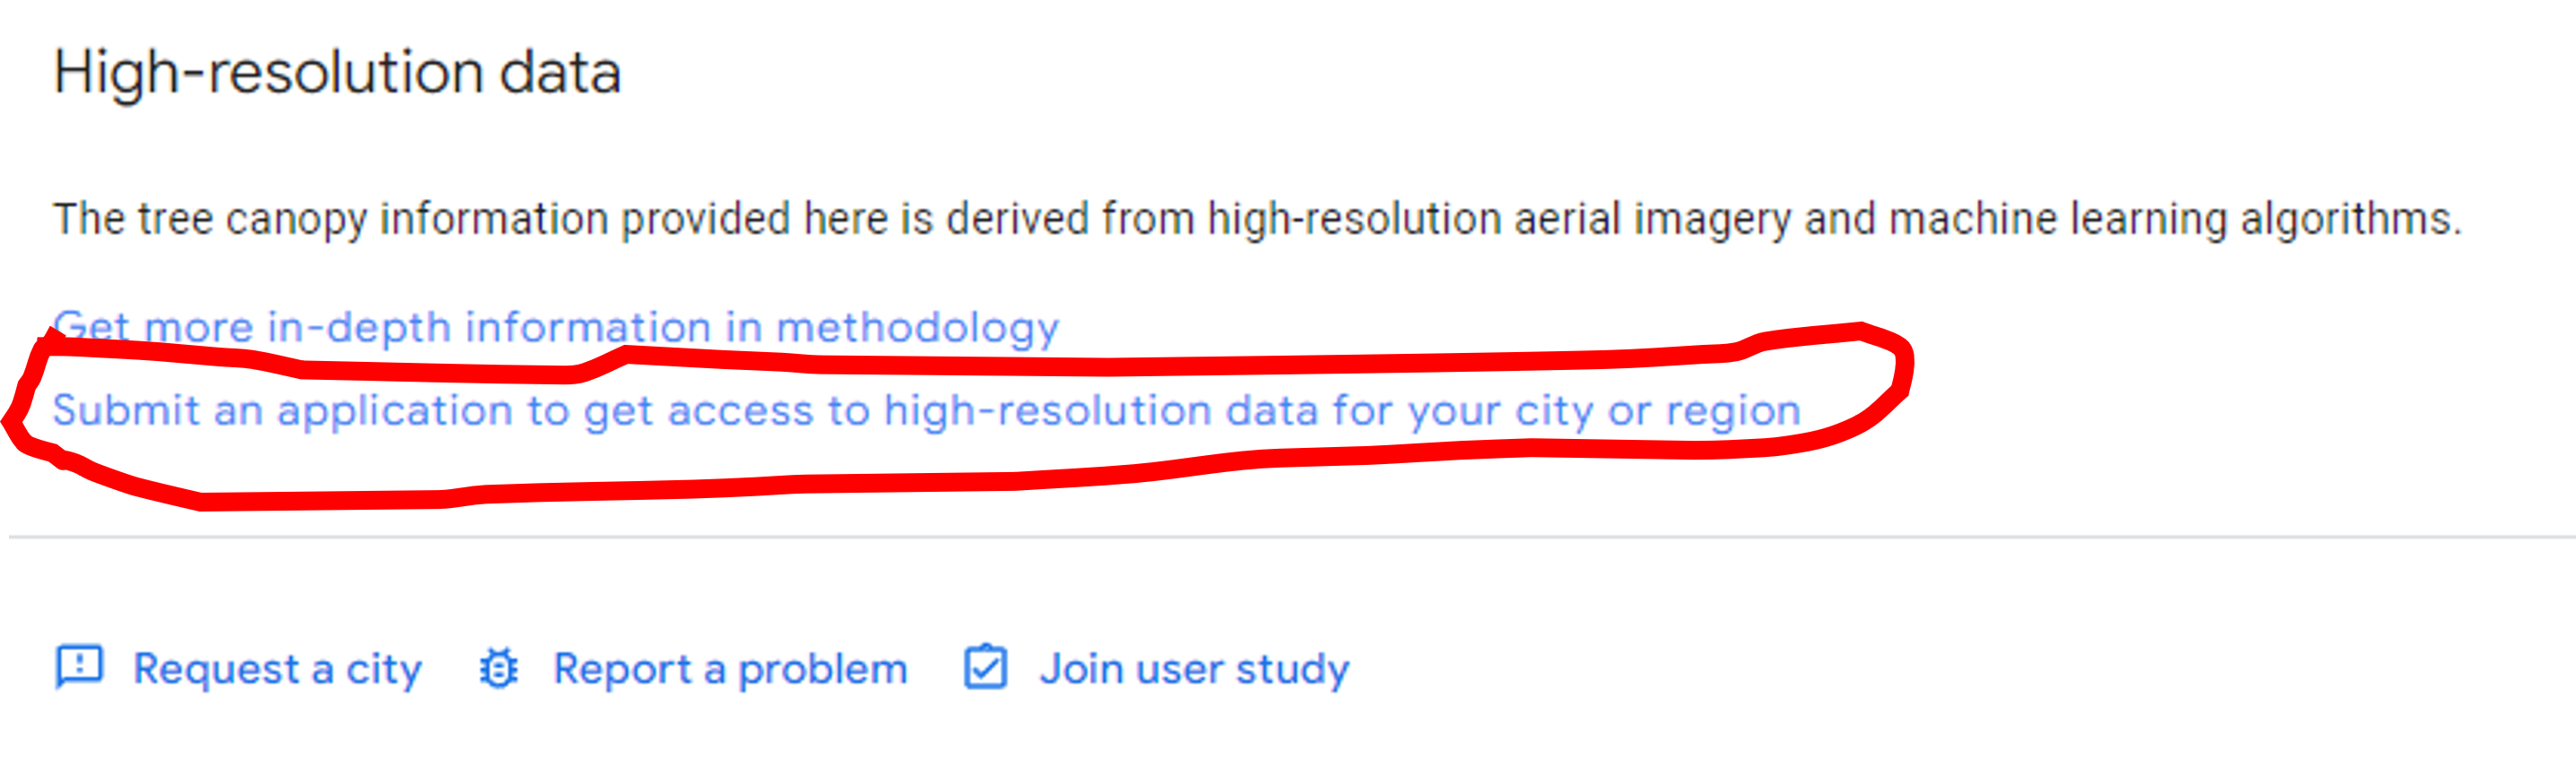 High-resolution data
The tree canopy information provided here is derived from high-resolution aerial imagery and machine learning algorithms.
Get more in-depth information in methodology
Submit an application to get access to high-resolution data for your city or region
Request a city Report a problem Join user study